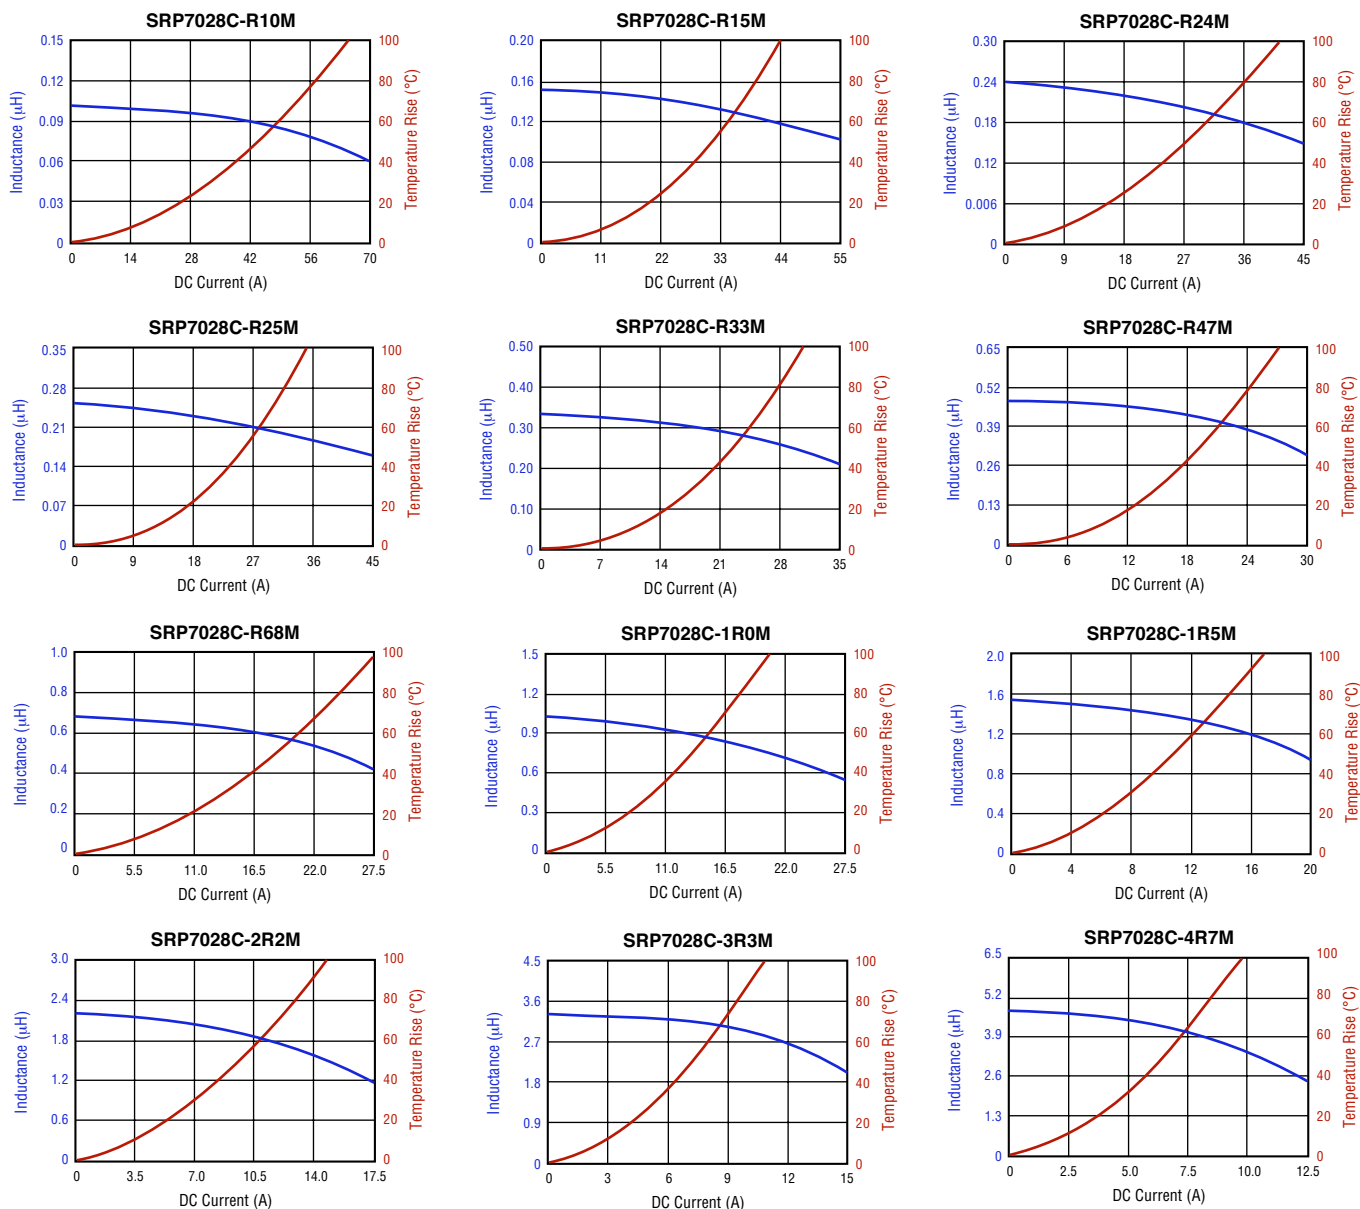 SRP7028C-R10M
Inductance (µH)
0.15
0.12
0.09
0.06
0.03
0
100
80
60
40
20
0
Temperature Rise (°C)
0 14 28 42 56 70
DC Current (A)
SRP7028C-R15M
Inductance (µH)
0.20
0.16
0.12
0.08
0.04
0
100
80
60
40
20
0
Temperature Rise (°C)
0 11 22 33 44 55
DC Current (A)
SRP7028C-R24M
Inductance (µH)
0.30
0.24
0.18
0.12
0.006
0
100
80
60
40
20
0
Temperature Rise (°C)
0 9 18 27 36 45
DC Current (A)
SRP7028C-R25M
Inductance (µH)
0.35
0.28
0.21
0.14
0.07
0
100
80
60
40
20
0
Temperature Rise (°C)
0 9 18 27 36 45
DC Current (A)
SRP7028C-R33M
Inductance (µH)
0.50
0.40
0.30
0.20
0.10
0
100
80
60
40
20
0
Temperature Rise (°C)
0 7 14 21 28 35
DC Current (A)
SRP7028C-R47M
Inductance (µH)
0.65
0.52
0.39
0.26
0.13
0
100
80
60
40
20
0
Temperature Rise (°C)
0 6 12 18 24 30
DC Current (A)
SRP7028C-R68M
Inductance (µH)
1.0
0.8
0.6
0.4
0.2
0
100
80
60
40
20
0
Temperature Rise (°C)
0 5.5 11.0 16.5 22.0 27.5
DC Current (A)
SRP7028C-1R0M
Inductance (µH)
1.5
1.2
0.9
0.6
0.3
0
100
80
60
40
20
0
Temperature Rise (°C)
0 5.5 11.0 16.5 22.0 27.5
DC Current (A)
SRP7028C-1R5M
Inductance (µH)
2.0
1.6
1.2
0.8
0.4
0
100
80
60
40
20
0
Temperature Rise (°C)
0 4 8 12 16 20
DC Current (A)
SRP7028C-2R2M
Inductance (µH)
3.0
2.4
1.8
1.2
0.6
0
100
80
60
40
20
0
Temperature Rise (°C)
0 3.5 7.0 10.5 14.0 17.5
DC Current (A)
SRP7028C-3R3M
Inductance (µH)
4.5
3.6
2.7
1.8
0.9
0
100
80
60
40
20
0
Temperature Rise (°C)
0 3 6 9 12 15
DC Current (A)
SRP7028C-4R7M
Inductance (µH)
6.5
5.2
3.9
2.6
1.3
0
100
80
60
40
20
0
Temperature Rise (°C)
0 2.5 5.0 7.5 10.0 12.5
DC Current (A)